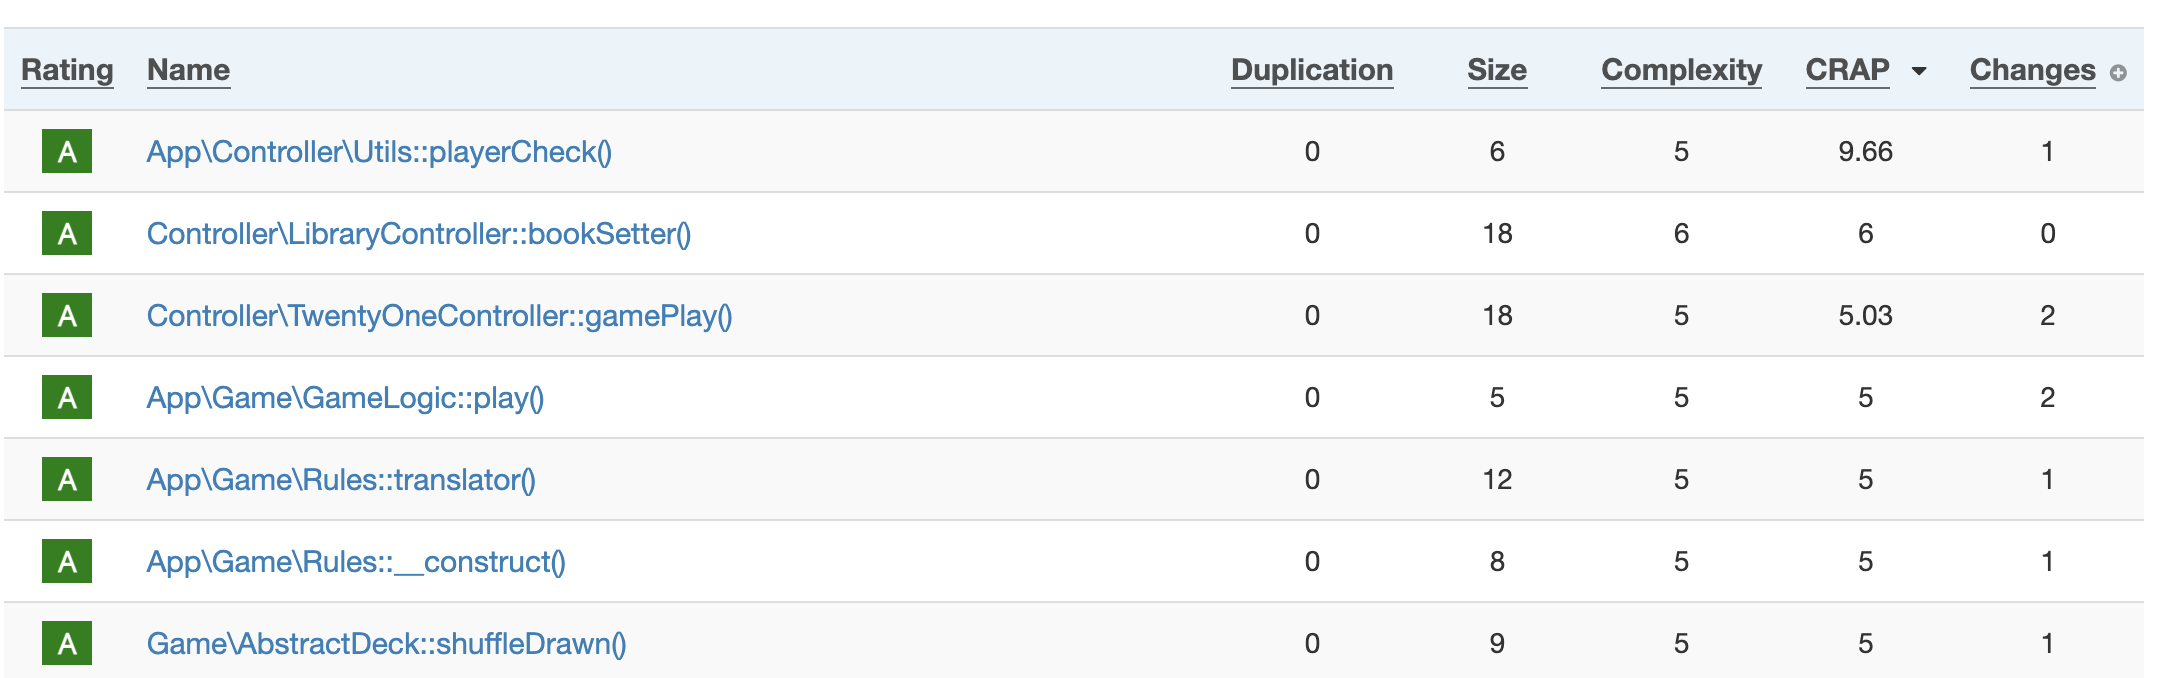 Rating Name Duplication Size Complexity CRAP Changes
A App\Controller\Utils::playerCheck() 0 6 5 9.66 1
A Controller\LibraryController::bookSetter() 0 18 6 6 0
A Controller\TwentyOneController::gamePlay() 0 18 5 5.03 2
A App\Game\GameLogic::play() 0 5 5 5 2
A App\Game\Rules::translator() 0 12 5 5 1
A App\Game\Rules::__construct() 0 8 5 5 1
A Game\AbstractDeck::shuffleDrawn() 0 9 5 5 1